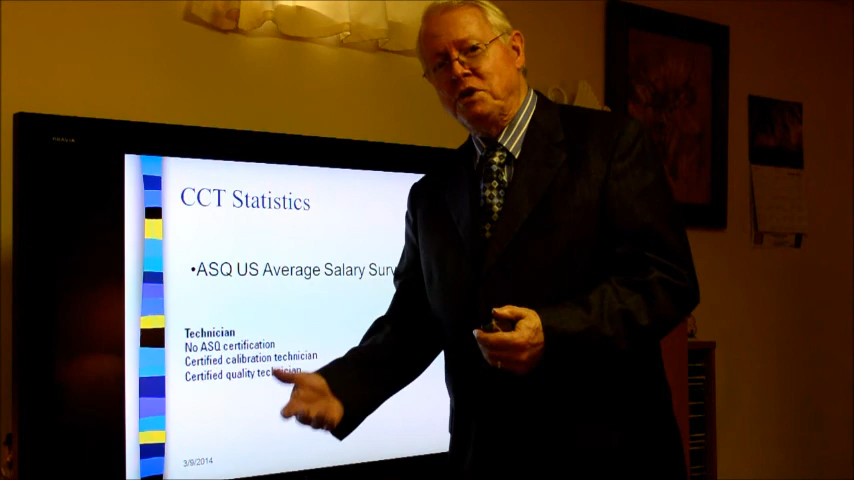 CCT Statistics
•ASQ US Average Salary Surv
Technician
No ASQ certification
Certified calibration technician
Certified quality technician
3/9/2014